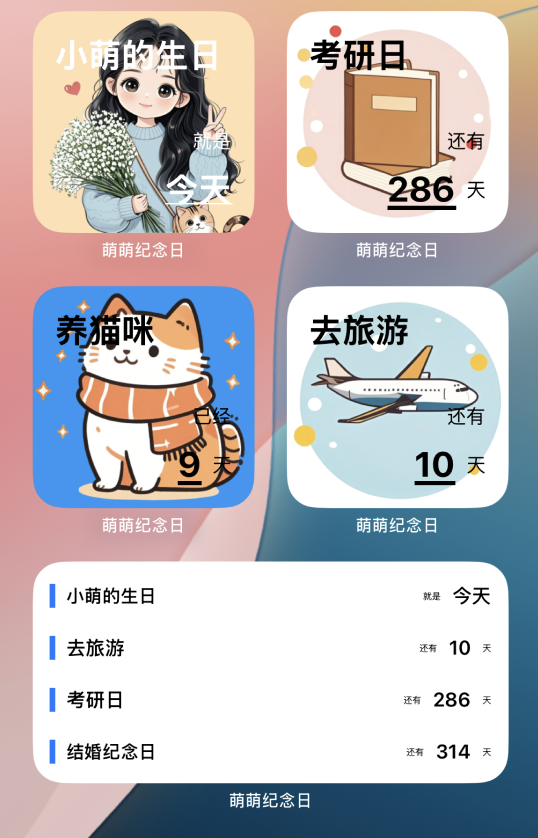 小萌的生日
就是
今天
萌萌纪念日
考研日
还有
286 天
萌萌纪念日
养猫咪
已经
9 天
萌萌纪念日
去旅游
还有
10 天
萌萌纪念日
小萌的生日 就是 今天
去旅游 还有 10 天
考研日 还有 286 天
结婚纪念日 还有 314 天
萌萌纪念日